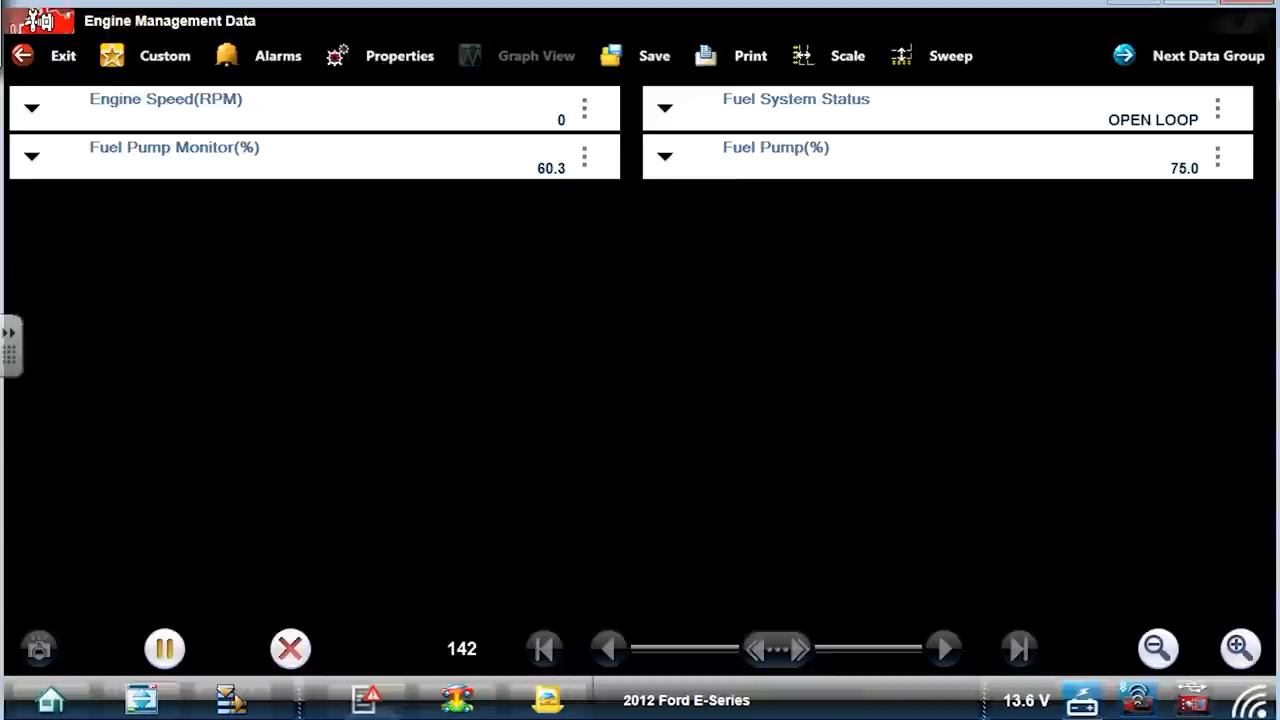 Engine Management Data
Exit Custom Alarms Properties Graph View Save Print Scale Sweep Next Data Group
Engine Speed(RPM)
0
Fuel System Status
OPEN LOOP
Fuel Pump Monitor(%)
60.3
Fuel Pump(%)
75.0
142
2012 Ford E-Series
13.6 V